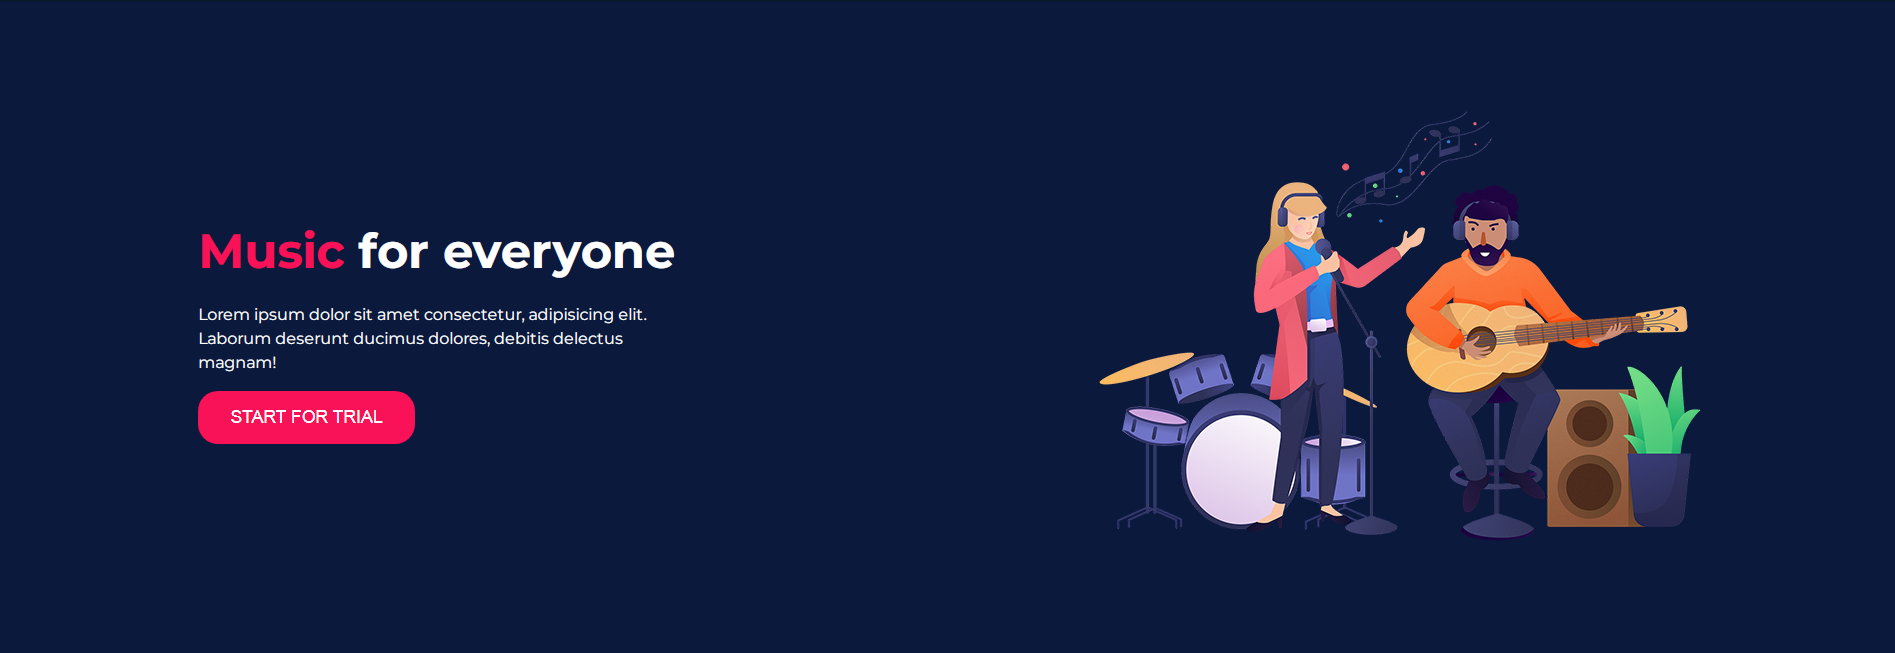 Music for everyone
Lorem ipsum dolor sit amet consectetur, adipisicing elit.
Laborum deserunt ducimus dolores, debitis delectus
magnam!
START FOR TRIAL